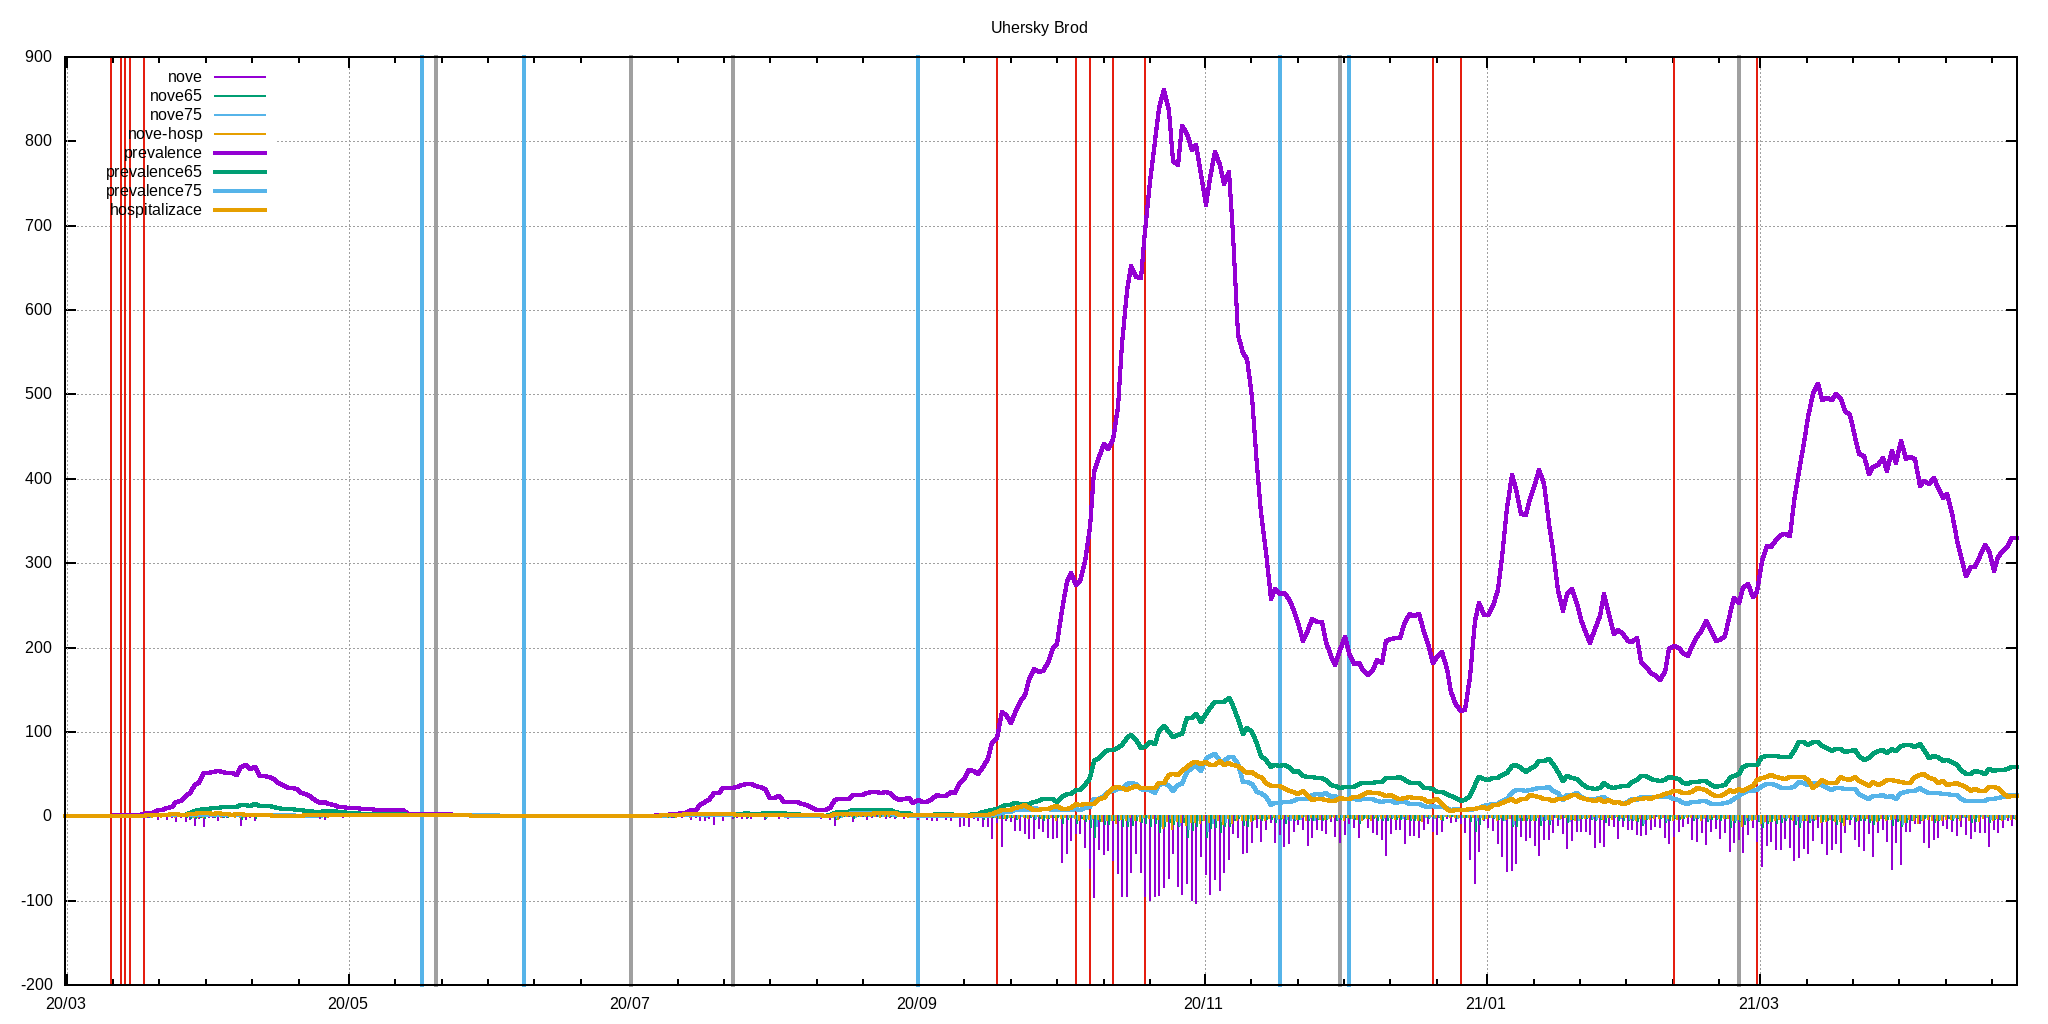 Uhersky Brod
900
800
700
600
500
400
300
200
100
0
-100
-200
nove
nove65
nove75
nove-hosp
prevalence
prevalence65
prevalence75
hospitalizace
20/03 20/05 20/07 20/09 20/11 21/01 21/03